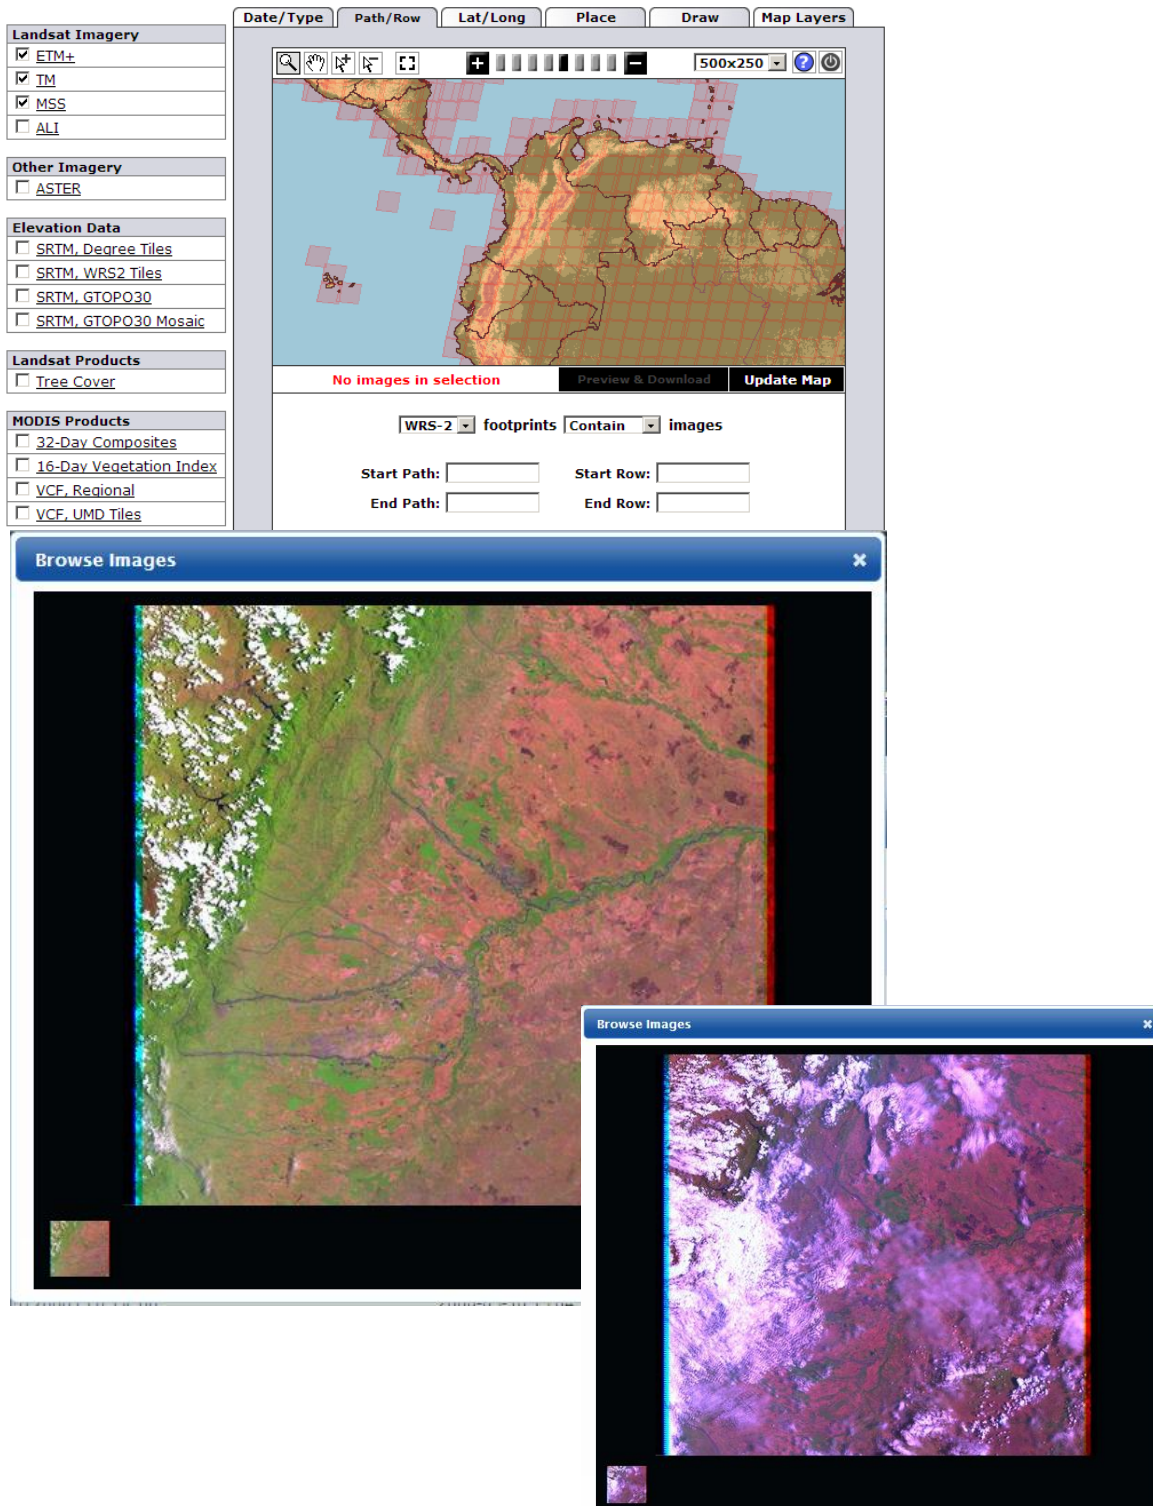 Date/Type Path/Row Lat/Long Place Draw Map Layers
Landsat Imagery
ETM+
TM
MSS
ALI
Other Imagery
ASTER
Elevation Data
SRTM, Degree Tiles
SRTM, WRS2 Tiles
SRTM, GTOPO30
SRTM, GTOPO30 Mosaic
Landsat Products
Tree Cover
MODIS Products
32-Day Composites
16-Day Vegetation Index
VCF, Regional
VCF, UMD Tiles
500x250
No images in selection Preview & Download Update Map
WRS-2 footprints Contain images
Start Path: Start Row:
End Path: End Row:
Browse Images
Browse Images